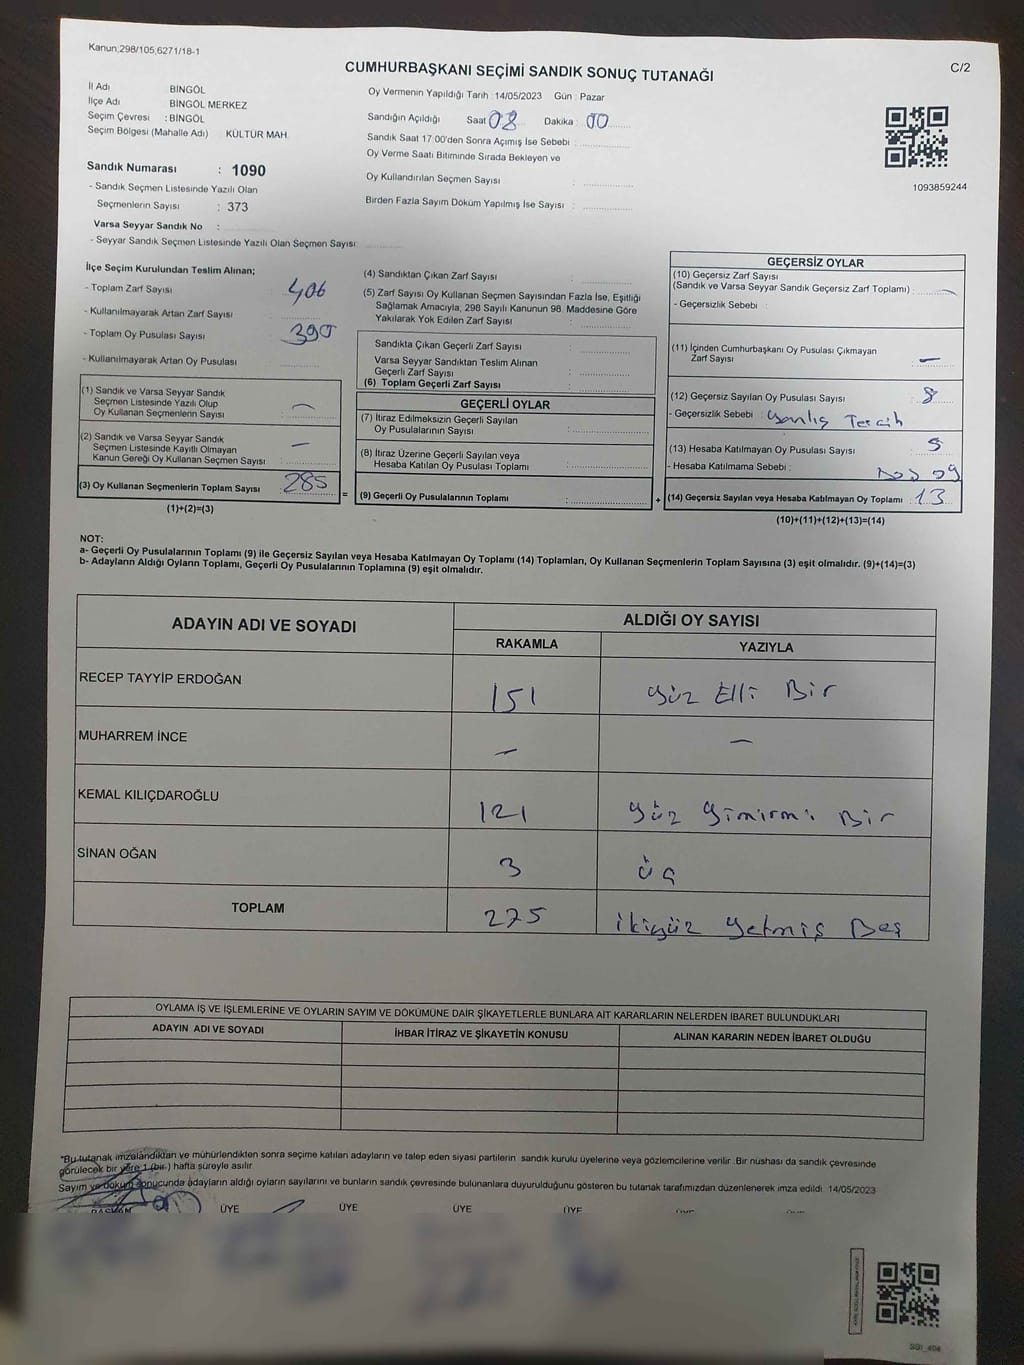 Kanun;298/105,6271/18-1
C/2
CUMHURBAŞKANI SEÇİMİ SANDIK SONUÇ TUTANAĞI
İl Adı BİNGÖL
İlçe Adı BİNGÖL MERKEZ
Seçim Çevresi : BİNGÖL
Seçim Bölgesi (Mahalle Adı) : KÜLTÜR MAH.
Oy Vermenin Yapıldığı Tarih : 14/05/2023 Gün : Pazar
Sandığın Açıldığı Saat 08 Dakika : 00
Sandık Saat 17:00'den Sonra Açımış İse Sebebi :
Oy Verme Saati Bitiminde Sırada Bekleyen ve
Oy Kullandırılan Seçmen Sayısı :
Birden Fazla Sayım Döküm Yapılmış İse Sayısı :
1093859244
Sandık Numarası : 1090
- Sandık Seçmen Listesinde Yazılı Olan
Seçmenlerin Sayısı : 373
Varsa Seyyar Sandık No :
- Seyyar Sandık Seçmen Listesinde Yazılı Olan Seçmen Sayısı:
İlçe Seçim Kurulundan Teslim Alınan;
- Toplam Zarf Sayısı : 406
- Kullanılmayarak Artan Zarf Sayısı :
- Toplam Oy Pusulası Sayısı : 390
- Kullanılmayarak Artan Oy Pusulası
(1) Sandık ve Varsa Seyyar Sandık
Seçmen Listesinde Yazılı Olup
Oy Kullanan Seçmenlerin Sayısı : —
(2) Sandık ve Varsa Seyyar Sandık
Seçmen Listesinde Kayıtlı Olmayan
Kanun Gereği Oy Kullanan Seçmen Sayısı : —
(3) Oy Kullanan Seçmenlerin Toplam Sayısı : 285
(1)+(2)=(3)
(4) Sandıktan Çıkan Zarf Sayısı :
(5) Zarf Sayısı Oy Kullanan Seçmen Sayısından Fazla İse, Eşitliği
Sağlamak Amacıyla, 298 Sayılı Kanunun 98. Maddesine Göre
Yakılarak Yok Edilen Zarf Sayısı :
Sandıkta Çıkan Geçerli Zarf Sayısı :
Varsa Seyyar Sandıktan Teslim Alınan
Geçerli Zarf Sayısı :
(6) Toplam Geçerli Zarf Sayısı :
GEÇERLİ OYLAR
(7) İtiraz Edilmeksizin Geçerli Sayılan
Oy Pusulalarının Sayısı :
(8) İtiraz Üzerine Geçerli Sayılan veya
Hesaba Katılan Oy Pusulası Toplamı :
= (9) Geçerli Oy Pusulalarının Toplamı :
GEÇERSİZ OYLAR
(10) Geçersiz Zarf Sayısı
(Sandık ve Varsa Seyyar Sandık Geçersiz Zarf Toplamı) : —
- Geçersizlik Sebebi :
(11) İçinden Cumhurbaşkanı Oy Pusulası Çıkmayan
Zarf Sayısı : —
(12) Geçersiz Sayılan Oy Pusulası Sayısı : 8
- Geçersizlik Sebebi : Yanlış Tercih
(13) Hesaba Katılmayan Oy Pusulası Sayısı : 5
- Hesaba Katılmama Sebebi :
+ (14) Geçersiz Sayılan veya Hesaba Katılmayan Oy Toplamı : 13
(10)+(11)+(12)+(13)=(14)
NOT:
a- Geçerli Oy Pusulalarının Toplamı (9) ile Geçersiz Sayılan veya Hesaba Katılmayan Oy Toplamı (14) Toplamları, Oy Kullanan Seçmenlerin Toplam Sayısına (3) eşit olmalıdır. (9)+(14)=(3)
b- Adayların Aldığı Oyların Toplamı, Geçerli Oy Pusulalarının Toplamına (9) eşit olmalıdır.
ADAYIN ADI VE SOYADI
ALDIĞI OY SAYISI
RAKAMLA YAZIYLA
RECEP TAYYİP ERDOĞAN 151 Yüz Elli Bir
MUHARREM İNCE — —
KEMAL KILIÇDAROĞLU 121 Yüz Yimirmi Bir
SİNAN OĞAN 3 üç
TOPLAM 275 İkiyüz Yetmiş Beş
OYLAMA İŞ VE İŞLEMLERİNE VE OYLARIN SAYIM VE DÖKÜMÜNE DAİR ŞİKAYETLERLE BUNLARA AİT KARARLARIN NELERDEN İBARET BULUNDUKLARI
ADAYIN ADI VE SOYADI İHBAR İTİRAZ VE ŞİKAYETİN KONUSU ALINAN KARARIN NEDEN İBARET OLDUĞU
"Bu tutanak imzalandıktan ve mühürlendikten sonra seçime katılan adayların ve talep eden siyasi partilerin sandık kurulu üyelerine veya gözlemcilerine verilir. Bir nüshası da sandık çevresinde
görülecek bir yere 1 (bir) hafta süreyle asılır.
Sayım ve döküm sonucunda adayların aldığı oyların sayılarını ve bunların sandık çevresinde bulunanlara duyurulduğunu gösteren bu tutanak tarafımızdan düzenlenerek imza edildi. 14/05/2023
BAŞKAN ÜYE ÜYE ÜYE ÜYE